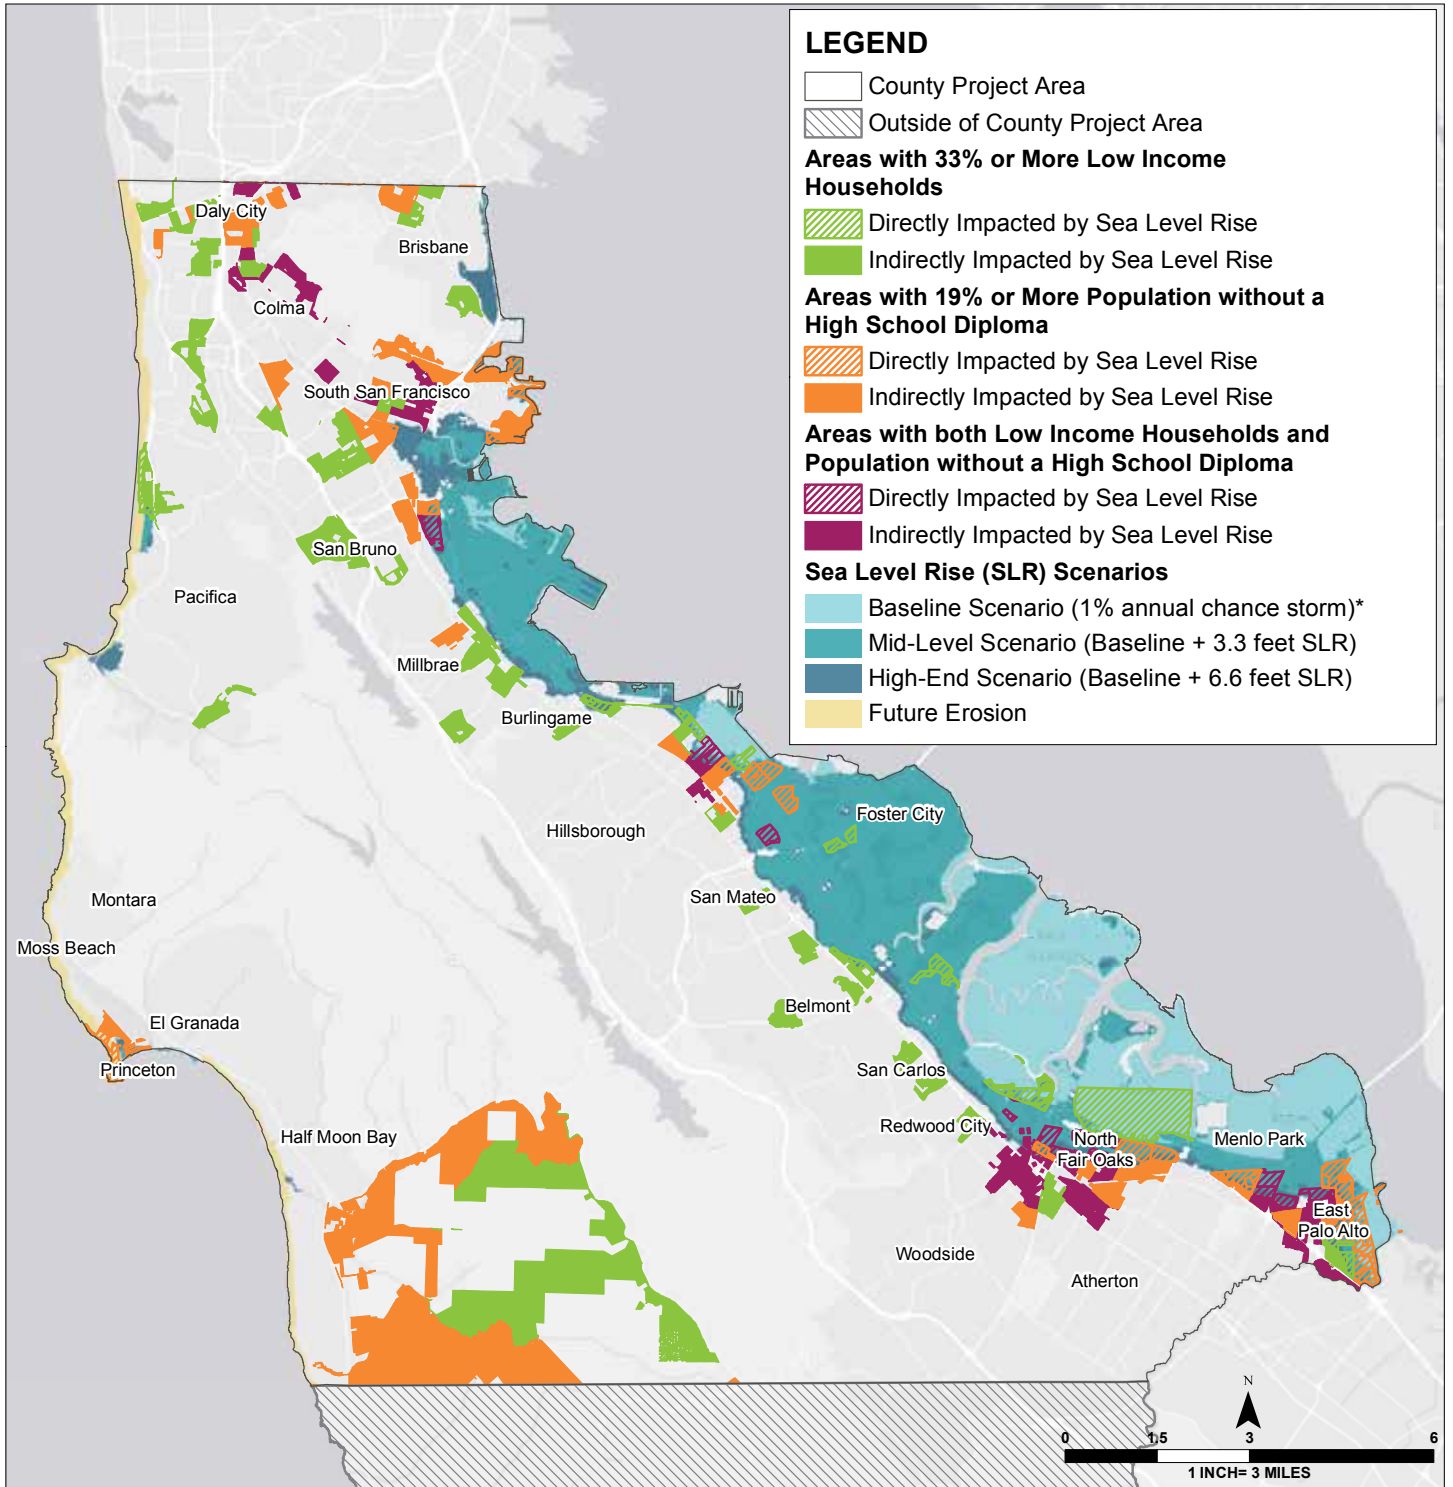 LEGEND
County Project Area
Outside of County Project Area
Areas with 33% or More Low Income
Households
Directly Impacted by Sea Level Rise
Indirectly Impacted by Sea Level Rise
Areas with 19% or More Population without a
High School Diploma
Directly Impacted by Sea Level Rise
Indirectly Impacted by Sea Level Rise
Areas with both Low Income Households and
Population without a High School Diploma
Directly Impacted by Sea Level Rise
Indirectly Impacted by Sea Level Rise
Sea Level Rise (SLR) Scenarios
Baseline Scenario (1% annual chance storm)*
Mid-Level Scenario (Baseline + 3.3 feet SLR)
High-End Scenario (Baseline + 6.6 feet SLR)
Future Erosion
Daly City
Brisbane
Colma
South San Francisco
San Bruno
Pacifica
Millbrae
Burlingame
Foster City
Hillsborough
San Mateo
Montara
Moss Beach
Belmont
El Granada
Princeton
San Carlos
Redwood City
North
Fair Oaks
Menlo Park
Half Moon Bay
East
Palo Alto
Woodside
Atherton
N
0 1.5 3 6
1 INCH= 3 MILES